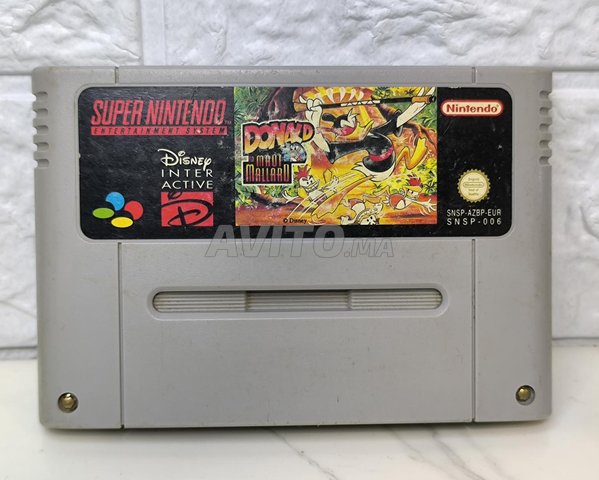 SUPER NINTENDO
ENTERTAINMENT SYSTEM
Disney
INTER
ACTIVE
DONALD
IN
MAUI
MALLARD
© Disney
Nintendo
SNSP-AZBP-EUR
SNSP-006
AVITO.MA